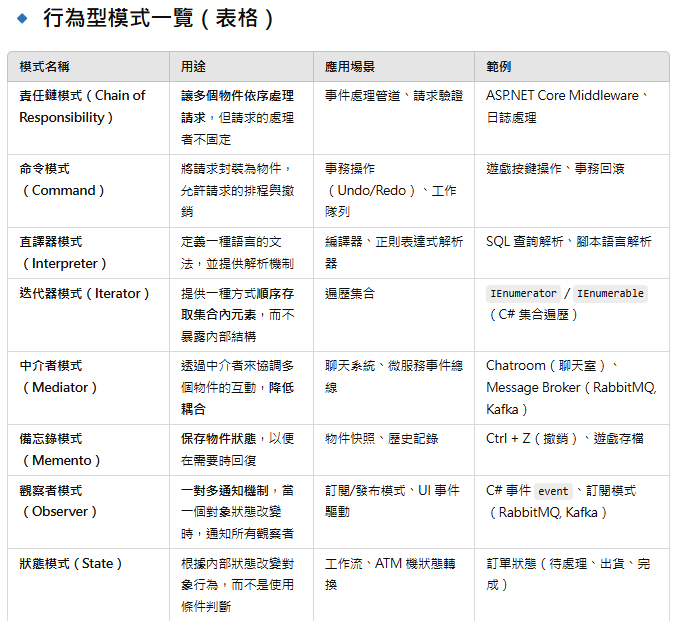 行為型模式一覽（表格）
模式名稱 用途 應用場景 範例
責任鏈模式（Chain of
Responsibility）
讓多個物件依序處理
請求，但請求的處理
者不固定
事件處理管道、請求驗證
ASP.NET Core Middleware、
日誌處理
命令模式
（Command）
將請求封裝為物件，
允許請求的排程與撤
銷
事務操作
（Undo/Redo）、工作
隊列
遊戲按鍵操作、事務回滾
直譯器模式
（Interpreter）
定義一種語言的文
法，並提供解析機制
編譯器、正則表達式解析
器
SQL 查詢解析、腳本語言解析
迭代器模式（Iterator）
提供一種方式順序存
取集合內元素，而不
暴露內部結構
遍歷集合
IEnumerator / IEnumerable
（C# 集合遍歷）
中介者模式
（Mediator）
透過中介者來協調多
個物件的互動，降低
耦合
聊天系統、微服務事件總
線
Chatroom（聊天室）、
Message Broker（RabbitMQ,
Kafka）
備忘錄模式
（Memento）
保存物件狀態，以便
在需要時回復
物件快照、歷史記錄
Ctrl + Z（撤銷）、遊戲存檔
觀察者模式
（Observer）
一對多通知機制，當
一個對象狀態改變
時，通知所有觀察者
訂閱/發布模式、UI 事件
驅動
C# 事件 event、訂閱模式
（RabbitMQ, Kafka）
狀態模式（State）
根據內部狀態改變對
象行為，而不是使用
條件判斷
工作流、ATM 機狀態轉
換
訂單狀態（待處理、出貨、完
成）